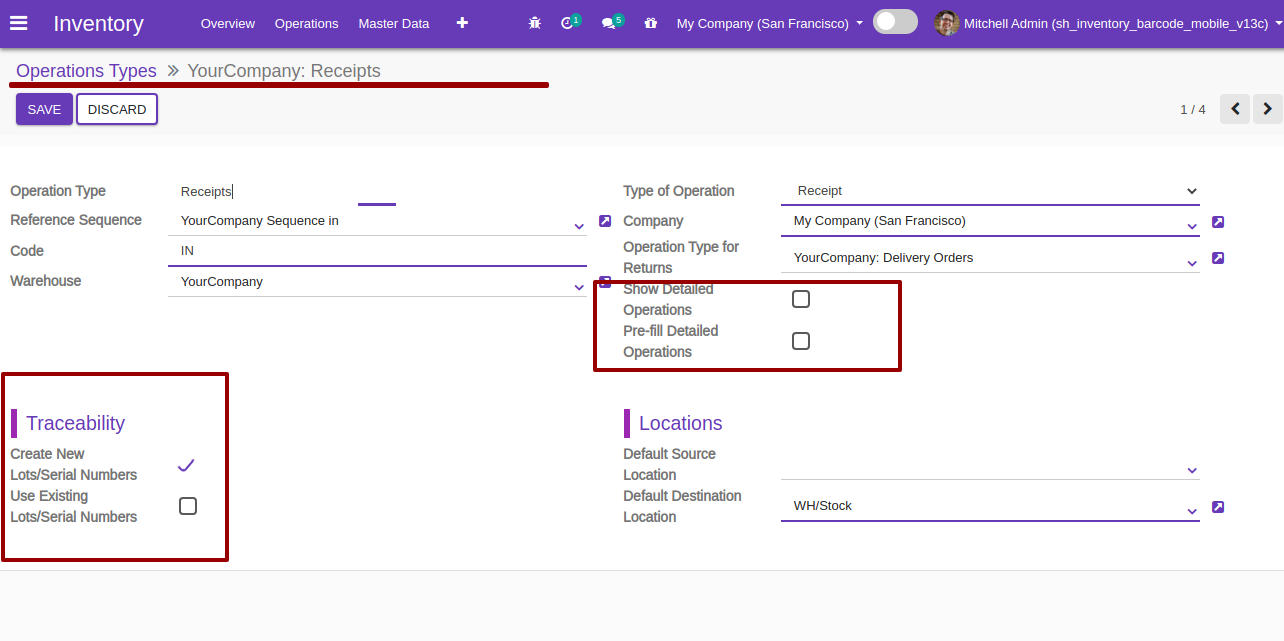 Inventory Overview Operations Master Data 1 5 My Company (San Francisco) Mitchell Admin (sh_inventory_barcode_mobile_v13c)
Operations Types » YourCompany: Receipts
SAVE DISCARD 1 / 4
Operation Type Receipts
Reference Sequence YourCompany Sequence in
Code IN
Warehouse YourCompany
Type of Operation Receipt
Company My Company (San Francisco)
Operation Type for
Returns YourCompany: Delivery Orders
Show Detailed
Operations
Pre-fill Detailed
Operations
Traceability
Create New
Lots/Serial Numbers
Use Existing
Lots/Serial Numbers
Locations
Default Source
Location
Default Destination
Location WH/Stock